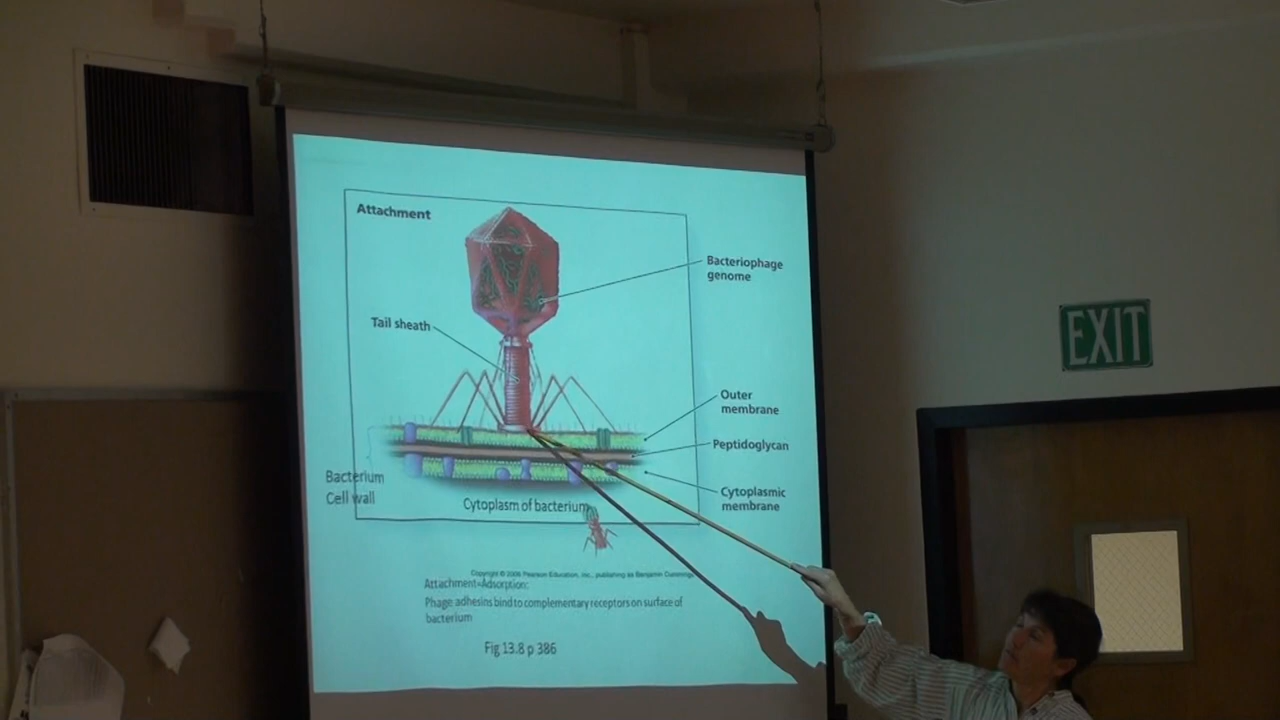 Attachment
Bacteriophage
genome
Tail sheath
Outer
membrane
Peptidoglycan
Bacterium
Cell wall
Cytoplasmic
membrane
Cytoplasm of bacterium
Copyright © 2006 Pearson Education, Inc., publishing as Benjamin Cummings
Attachment=Adsorption:
Phage adhesins bind to complementary receptors on surface of
bacterium
Fig 13.8 p 386
EXIT